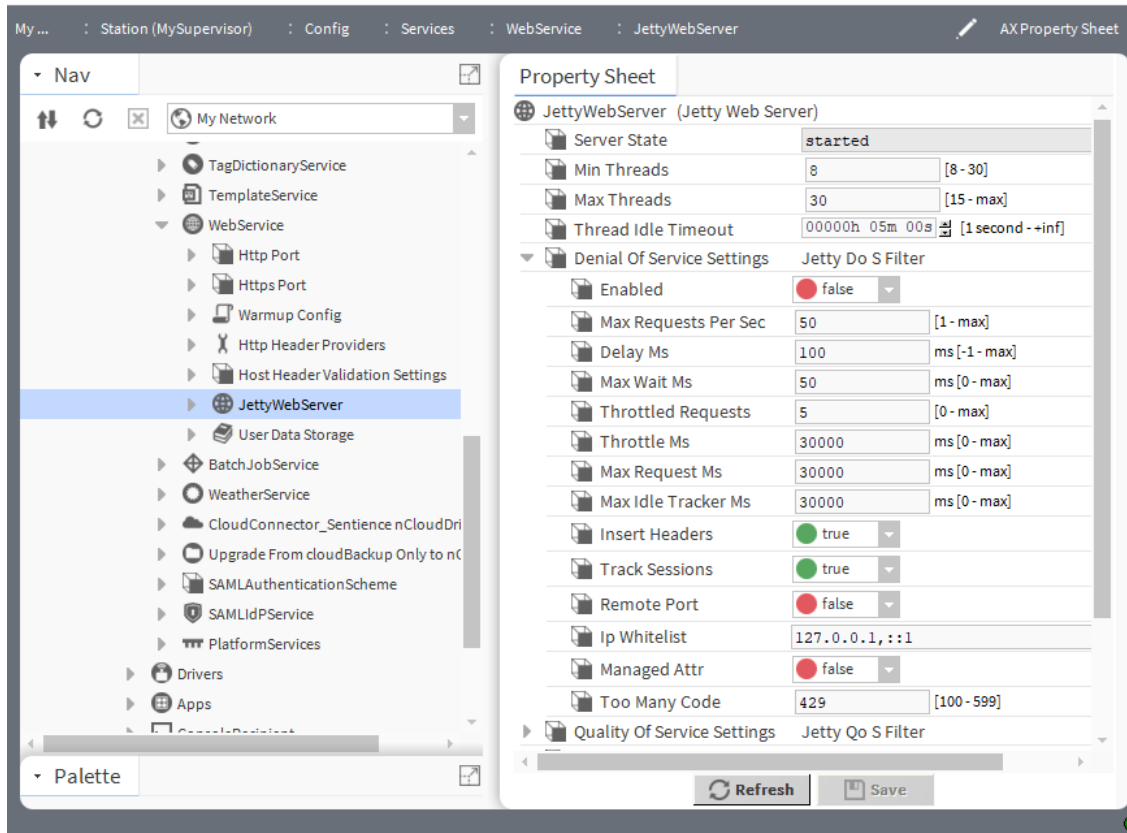 My ... : Station (MySupervisor) : Config : Services : WebService : JettyWebServer AX Property Sheet
Nav
My Network
TagDictionaryService
TemplateService
WebService
Http Port
Https Port
Warmup Config
Http Header Providers
Host Header Validation Settings
JettyWebServer
User Data Storage
BatchJobService
WeatherService
CloudConnector_Sentience nCloudDri
Upgrade From cloudBackup Only to nC
SAMLAuthenticationScheme
SAMLIdPService
PlatformServices
Drivers
Apps
Palette
Property Sheet
JettyWebServer (Jetty Web Server)
Server State started
Min Threads 8 [8 - 30]
Max Threads 30 [15 - max]
Thread Idle Timeout 00000h 05m 00s [1 second - +inf]
Denial Of Service Settings Jetty Do S Filter
Enabled false
Max Requests Per Sec 50 [1 - max]
Delay Ms 100 ms [-1 - max]
Max Wait Ms 50 ms [0 - max]
Throttled Requests 5 [0 - max]
Throttle Ms 30000 ms [0 - max]
Max Request Ms 30000 ms [0 - max]
Max Idle Tracker Ms 30000 ms [0 - max]
Insert Headers true
Track Sessions true
Remote Port false
Ip Whitelist 127.0.0.1,::1
Managed Attr false
Too Many Code 429 [100 - 599]
Quality Of Service Settings Jetty Qo S Filter
Refresh Save